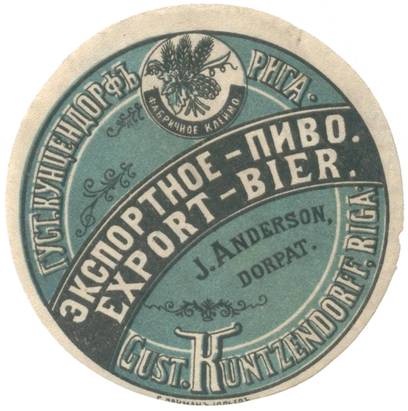 ГУСТ. КУНЦЕНДОРФЪ РИГА.
ФАБРИЧНОЕ КЛЕЙМО
ЭКСПОРТНОЕ-ПИВО.
EXPORT-BIER.
J. ANDERSON,
DORPAT.
GUST. KUNTZENDORFF, RIGA